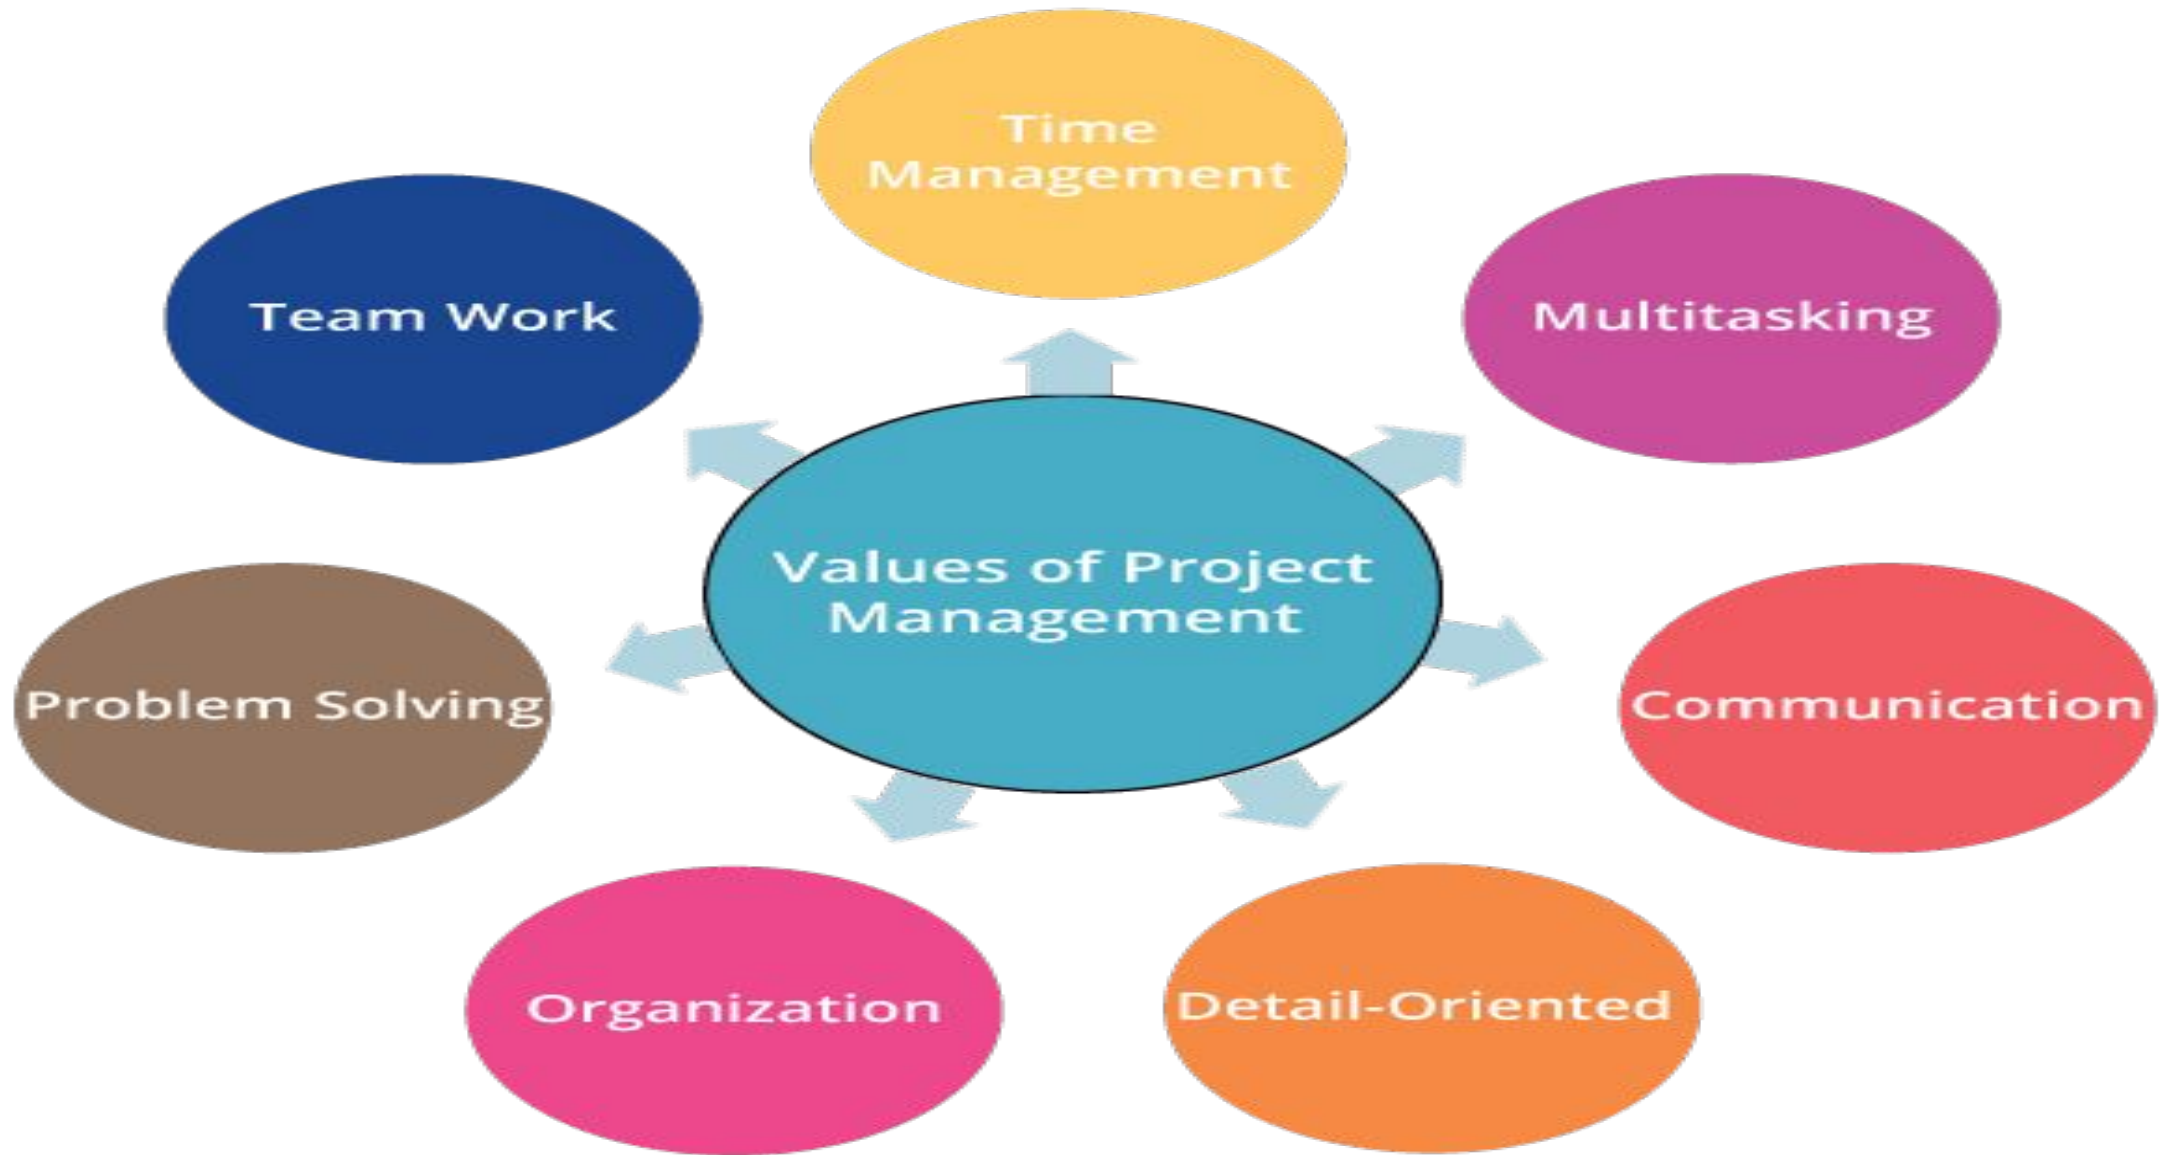 Time
Management
Team Work
Multitasking
Values of Project
Management
Problem Solving
Communication
Organization
Detail-Oriented